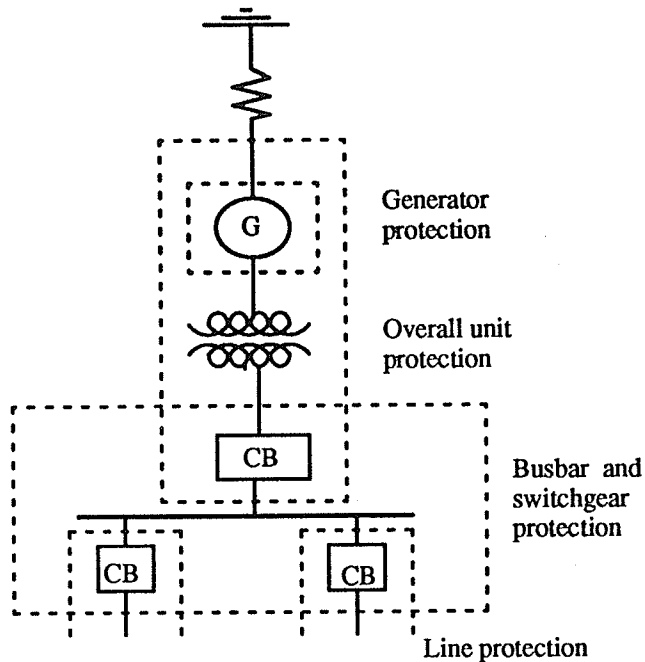 Generator
protection
G
Overall unit
protection
CB
Busbar and
switchgear
protection
CB
CB
Line protection